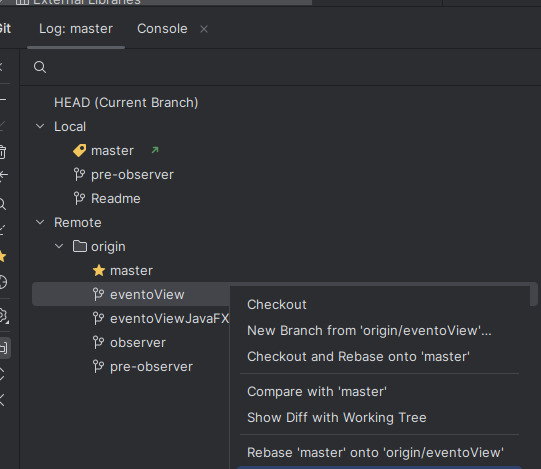 External Libraries
Git
Log: master
Console
HEAD (Current Branch)
Local
master
pre-observer
Readme
Remote
origin
master
eventoView
eventoViewJavaFX
observer
pre-observer
Checkout
New Branch from 'origin/eventoView'...
Checkout and Rebase onto 'master'
Compare with 'master'
Show Diff with Working Tree
Rebase 'master' onto 'origin/eventoView'